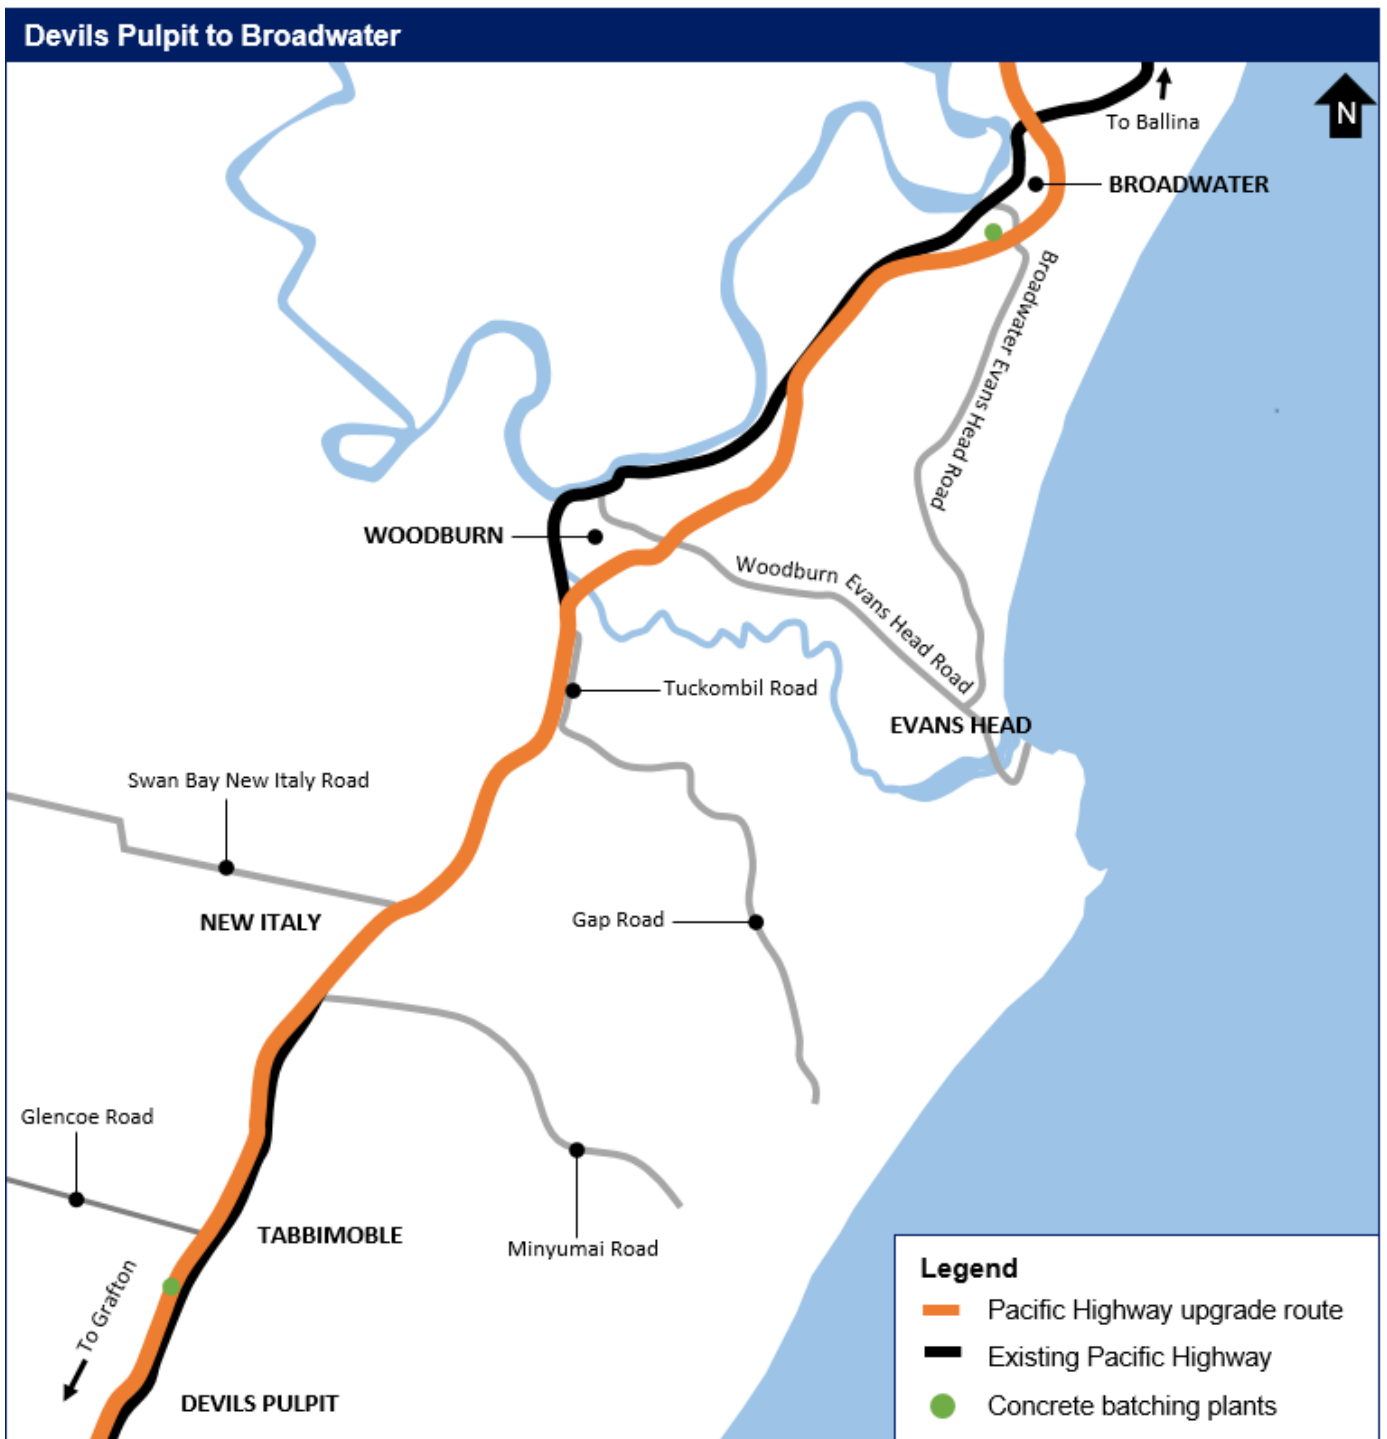 Devils Pulpit to Broadwater
N
To Ballina
BROADWATER
Broadwater Evans Head Road
WOODBURN
Woodburn Evans Head Road
Tuckombil Road
EVANS HEAD
Swan Bay New Italy Road
NEW ITALY
Gap Road
Glencoe Road
TABBIMOBLE
Minyumai Road
To Grafton
DEVILS PULPIT
Legend
Pacific Highway upgrade route
Existing Pacific Highway
Concrete batching plants